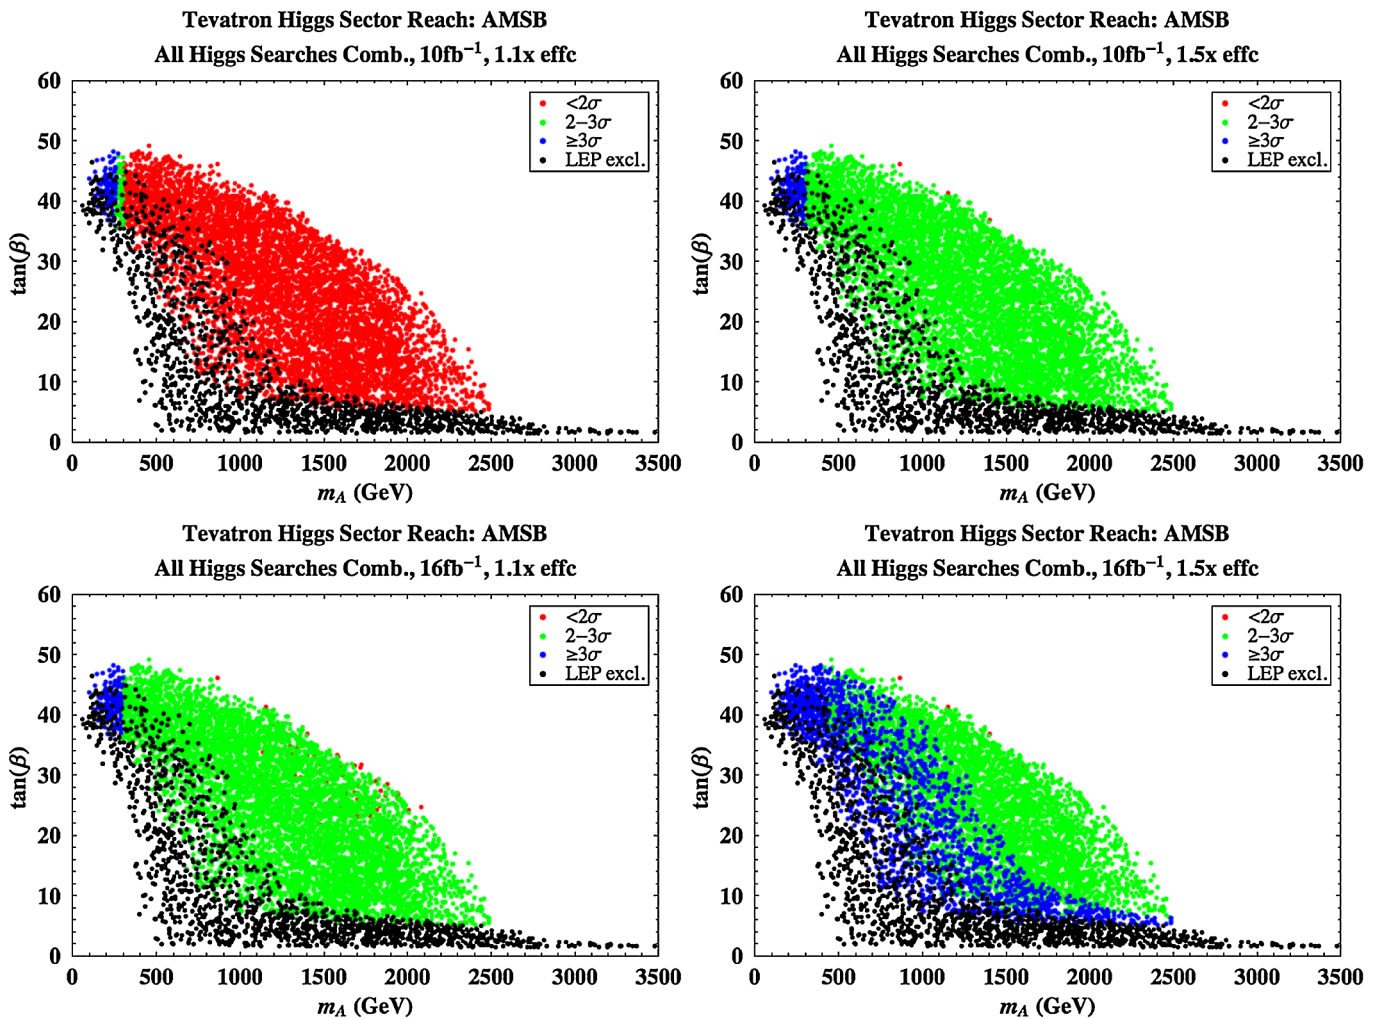 Tevatron Higgs Sector Reach: AMSB
All Higgs Searches Comb., 10fb⁻¹, 1.1x effc
60
50
40
30
20
10
0
tan(β)
<2σ
2−3σ
≥3σ
LEP excl.
0 500 1000 1500 2000 2500 3000 3500
m_A (GeV)
Tevatron Higgs Sector Reach: AMSB
All Higgs Searches Comb., 10fb⁻¹, 1.5x effc
60
50
40
30
20
10
0
tan(β)
<2σ
2−3σ
≥3σ
LEP excl.
0 500 1000 1500 2000 2500 3000 3500
m_A (GeV)
Tevatron Higgs Sector Reach: AMSB
All Higgs Searches Comb., 16fb⁻¹, 1.1x effc
60
50
40
30
20
10
0
tan(β)
<2σ
2−3σ
≥3σ
LEP excl.
0 500 1000 1500 2000 2500 3000 3500
m_A (GeV)
Tevatron Higgs Sector Reach: AMSB
All Higgs Searches Comb., 16fb⁻¹, 1.5x effc
60
50
40
30
20
10
0
tan(β)
<2σ
2−3σ
≥3σ
LEP excl.
0 500 1000 1500 2000 2500 3000 3500
m_A (GeV)